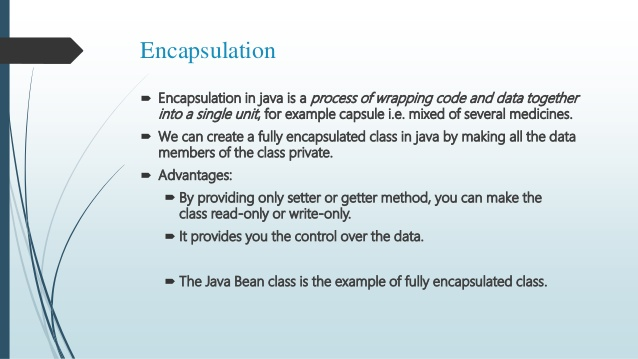 Encapsulation
Encapsulation in java is a process of wrapping code and data together
into a single unit, for example capsule i.e. mixed of several medicines.
We can create a fully encapsulated class in java by making all the data
members of the class private.
Advantages:
By providing only setter or getter method, you can make the
class read-only or write-only.
It provides you the control over the data.
The Java Bean class is the example of fully encapsulated class.